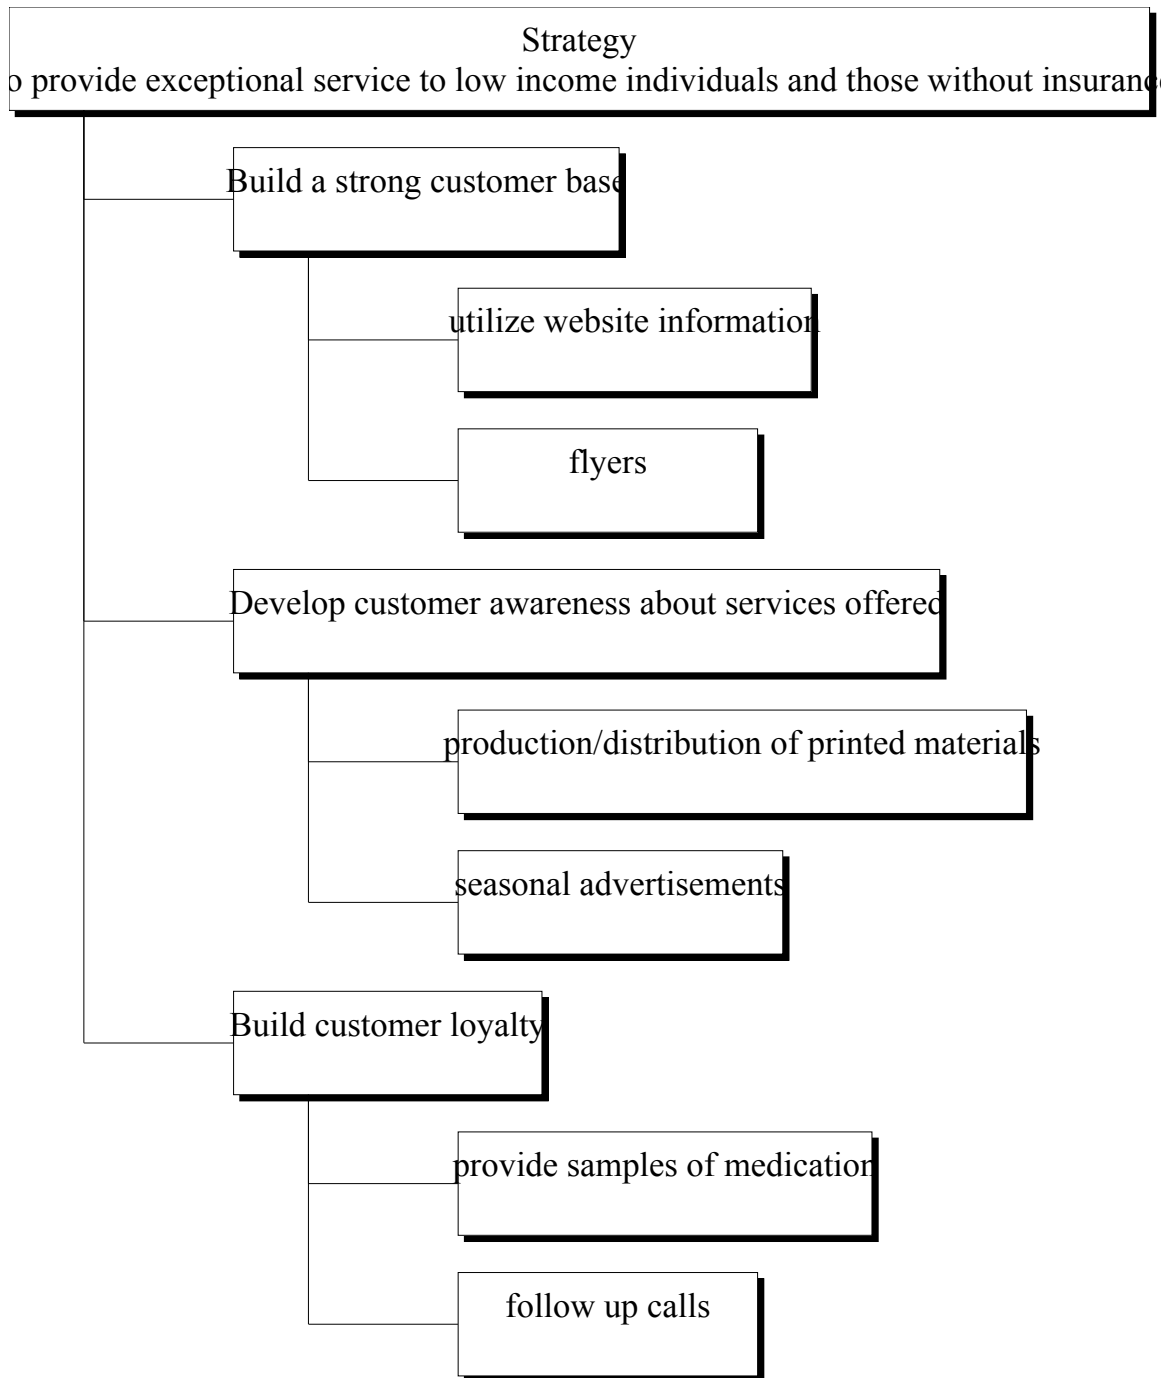 Strategy
o provide exceptional service to low income individuals and those without insurance
Build a strong customer base
utilize website information
flyers
Develop customer awareness about services offered
production/distribution of printed materials
seasonal advertisements
Build customer loyalty
provide samples of medication
follow up calls